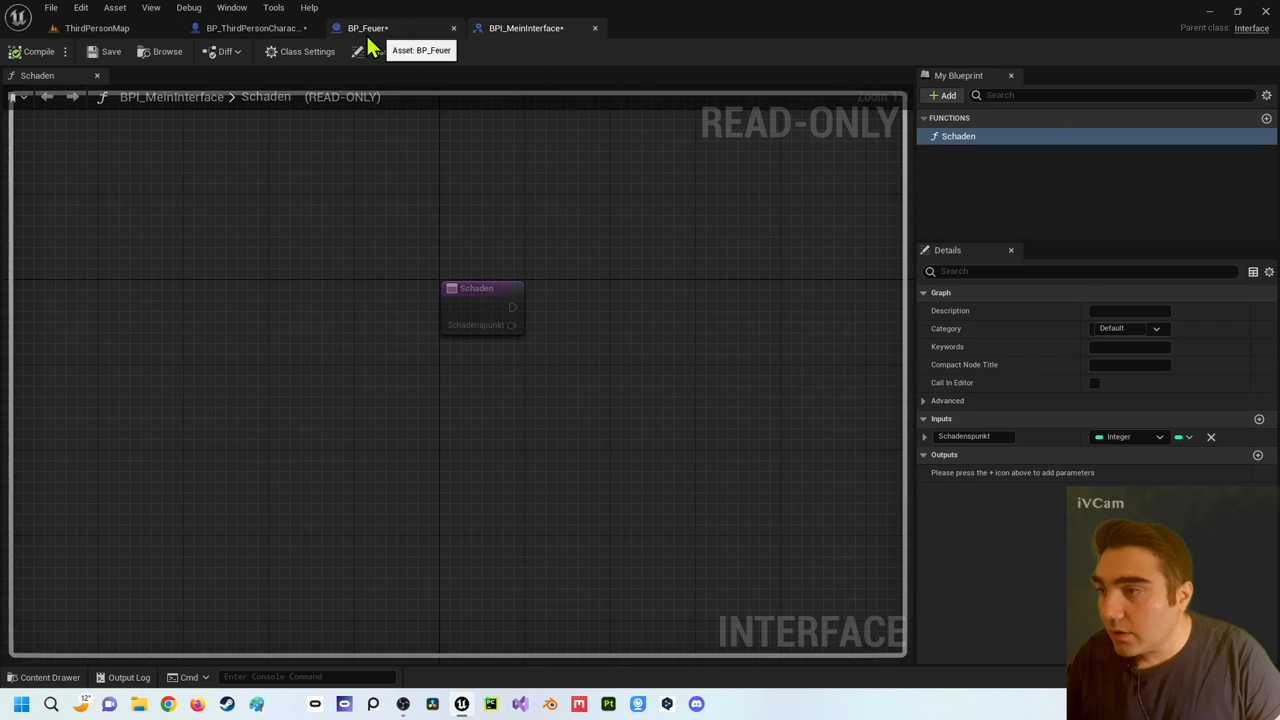 File Edit Asset View Debug Window Tools Help
ThirdPersonMap BP_ThirdPersonCharac...• BP_Feuer• BPI_MeinInterface•
Parent class: Interface
Compile Save Browse Diff Class Settings
Asset: BP_Feuer
Schaden
My Blueprint
BPI_MeinInterface > Schaden (READ-ONLY)
Add Search
READ-ONLY
FUNCTIONS
Schaden
Details
Search
Schaden
Schadenspunkt
Graph
Description
Category Default
Keywords
Compact Node Title
Call In Editor
Advanced
Inputs
Schadenspunkt Integer
Outputs
Please press the + icon above to add parameters
iVCam
INTERFACE
Content Drawer Output Log Cmd Enter Console Command
+12°